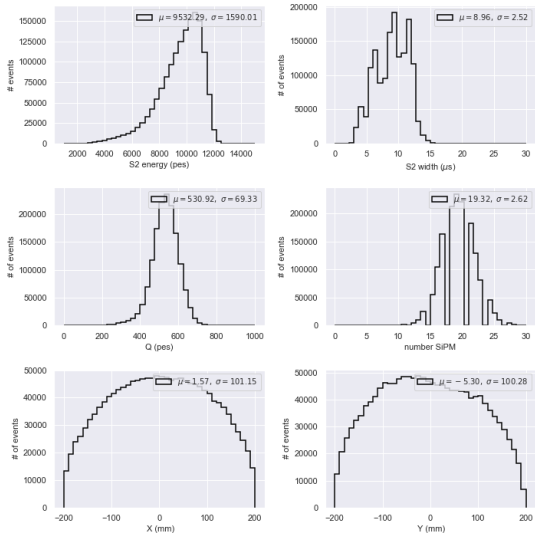 μ = 9532.29, σ = 1590.01
150000
125000
100000
75000
50000
25000
0
# of events
2000 4000 6000 8000 10000 12000 14000
S2 energy (pes)
μ = 8.96, σ = 2.52
200000
150000
100000
50000
0
# of events
0 5 10 15 20 25 30
S2 width (μs)
μ = 530.92, σ = 69.33
200000
150000
100000
50000
0
# of events
0 200 400 600 800 1000
Q (pes)
μ = 19.32, σ = 2.62
200000
150000
100000
50000
0
# of events
0 5 10 15 20 25 30
number SiPM
μ = 1.57, σ = 101.15
50000
40000
30000
20000
10000
0
# of events
−200 −100 0 100 200
X (mm)
μ = −5.30, σ = 100.28
50000
40000
30000
20000
10000
0
# of events
−200 −100 0 100 200
Y (mm)